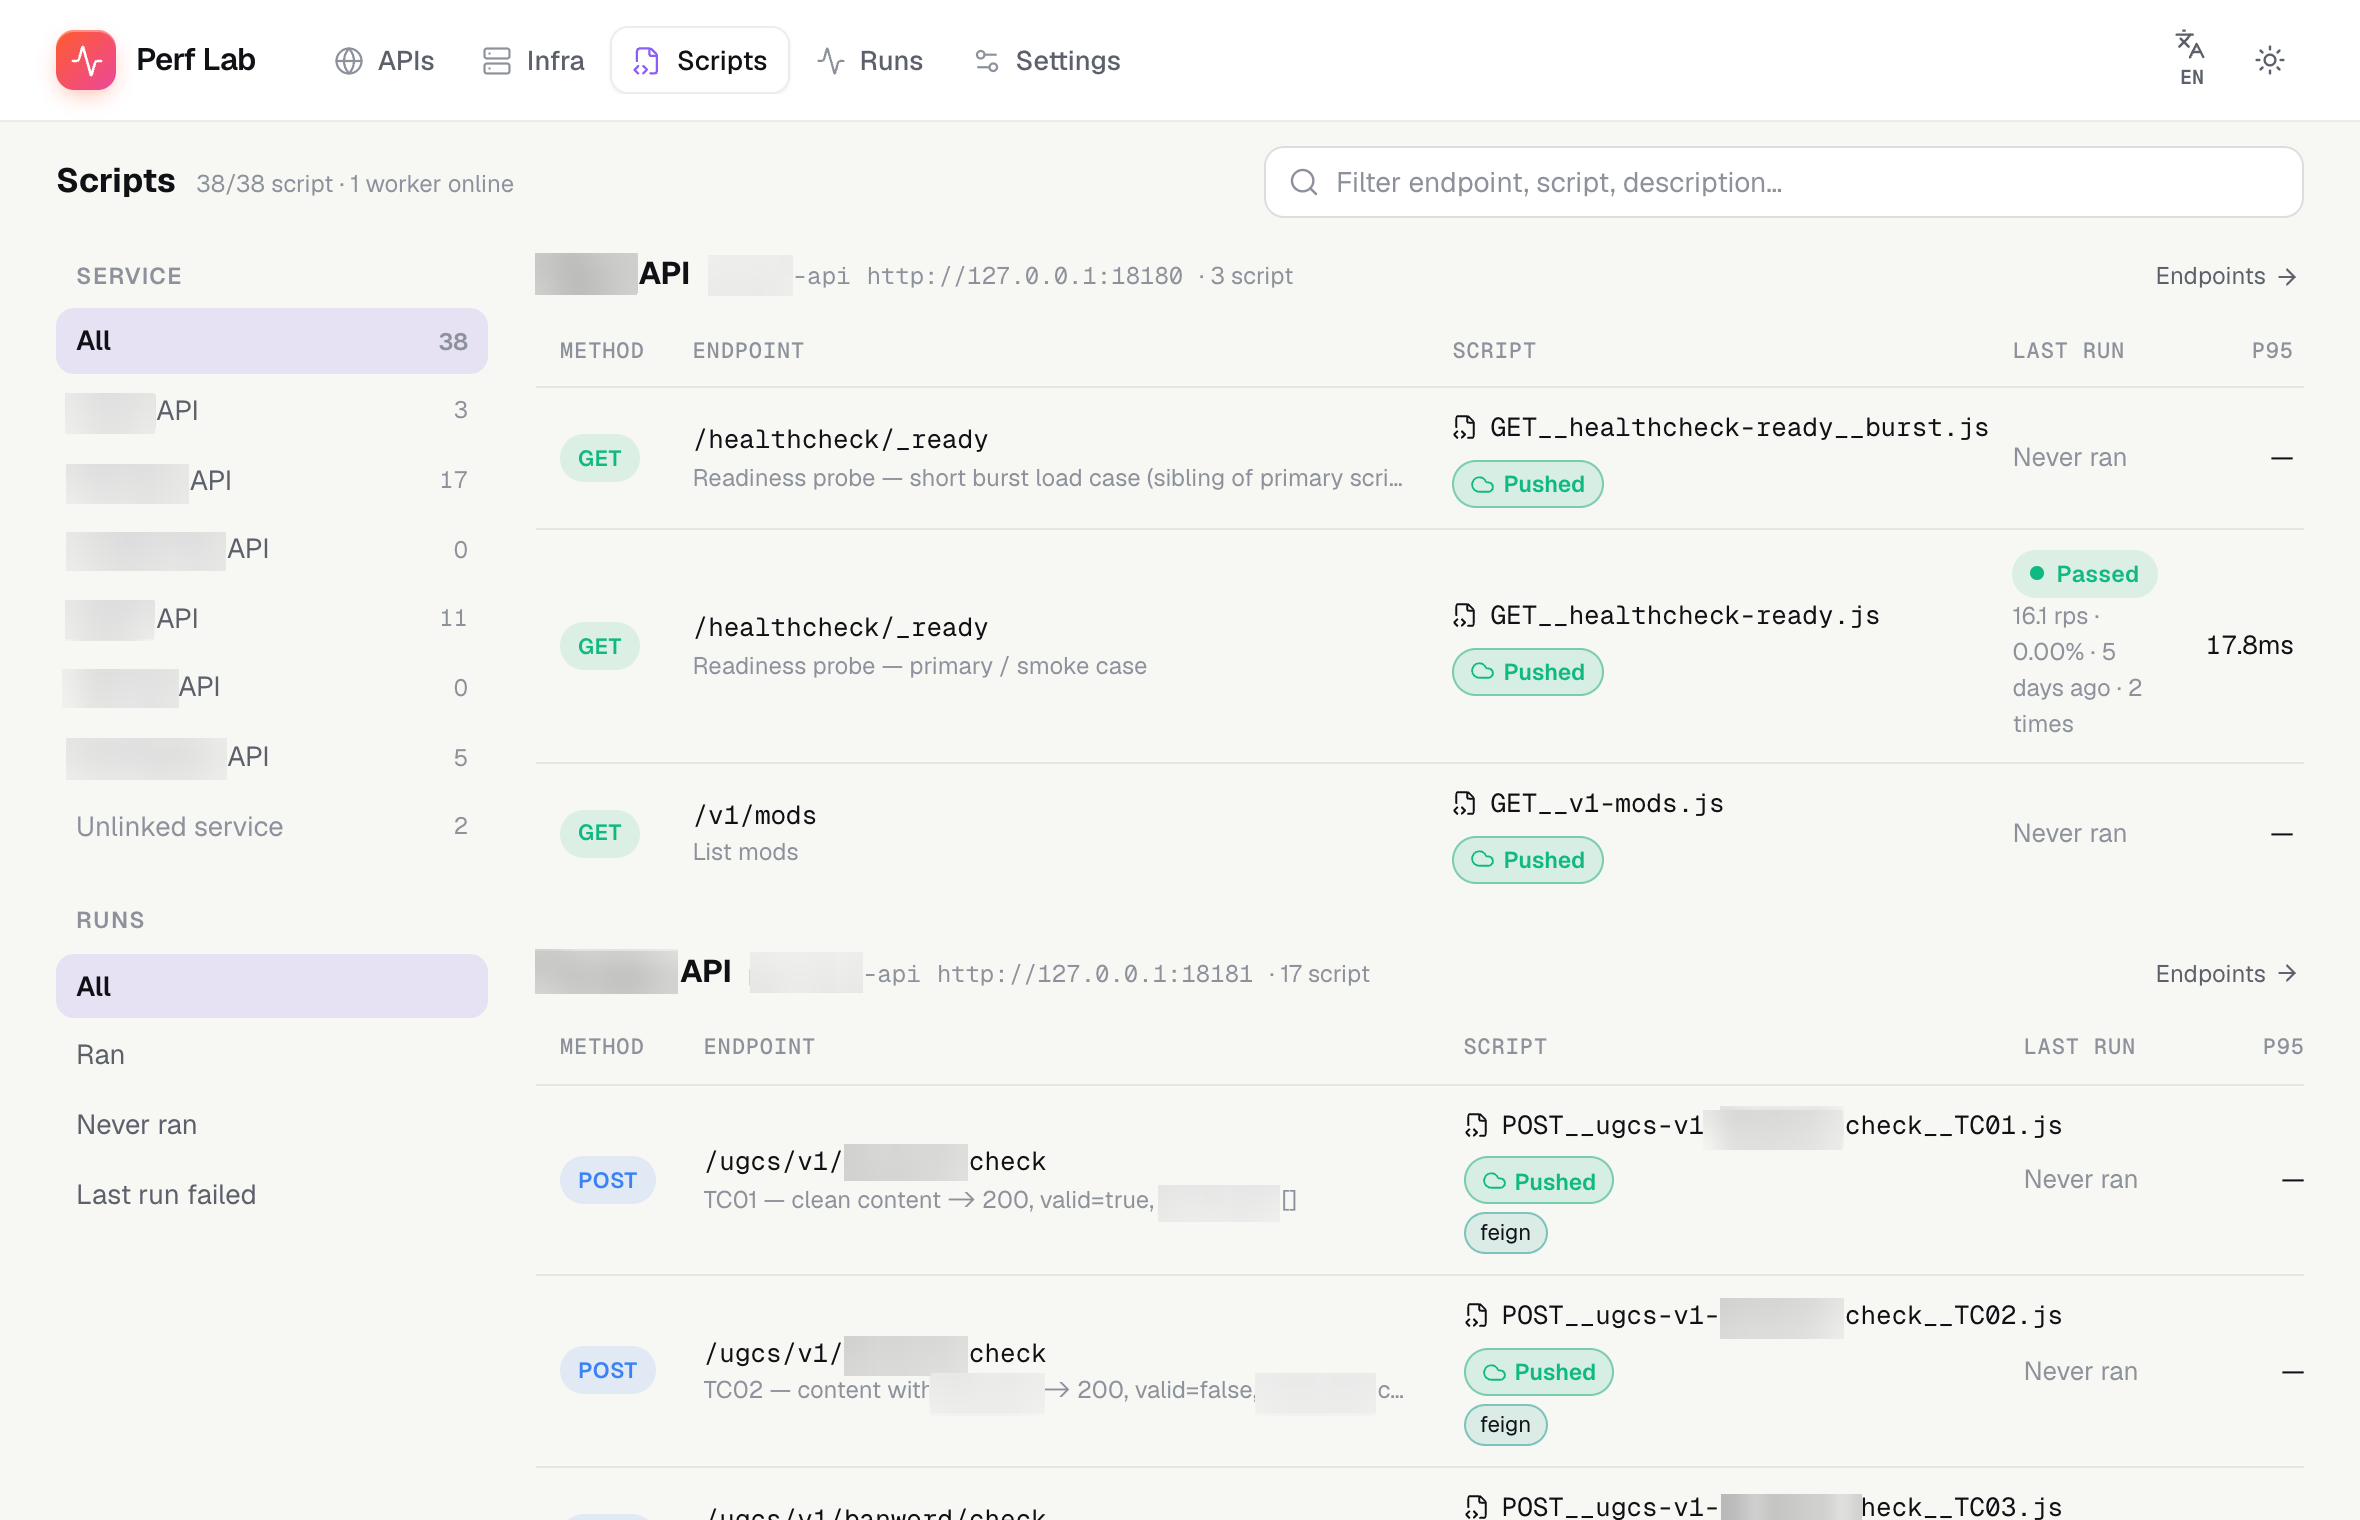 Perf Lab
APIs
Infra
Scripts
Runs
Settings
EN
Scripts 38/38 script · 1 worker online
Filter endpoint, script, description…
SERVICE
All 38
API 3
API 17
API 0
API 11
API 0
API 5
Unlinked service 2
RUNS
All
Ran
Never ran
Last run failed
API -api http://127.0.0.1:18180 · 3 script
Endpoints →
METHOD ENDPOINT SCRIPT LAST RUN P95
GET
/healthcheck/_ready
Readiness probe — short burst load case (sibling of primary scri…
GET__healthcheck-ready__burst.js
Pushed
Never ran
—
GET
/healthcheck/_ready
Readiness probe — primary / smoke case
GET__healthcheck-ready.js
Pushed
Passed
16.1 rps ·
0.00% · 5
days ago · 2
times
17.8ms
GET
/v1/mods
List mods
GET__v1-mods.js
Pushed
Never ran
—
API -api http://127.0.0.1:18181 · 17 script
Endpoints →
METHOD ENDPOINT SCRIPT LAST RUN P95
POST
/ugcs/v1/ check
TC01 — clean content → 200, valid=true, []
POST__ugcs-v1 check__TC01.js
Pushed
feign
Never ran
—
POST
/ugcs/v1/ check
TC02 — content with → 200, valid=false, c…
POST__ugcs-v1- check__TC02.js
Pushed
feign
Never ran
—
/ugcs/v1/banword/check
POST__ugcs-v1- heck__TC03.js